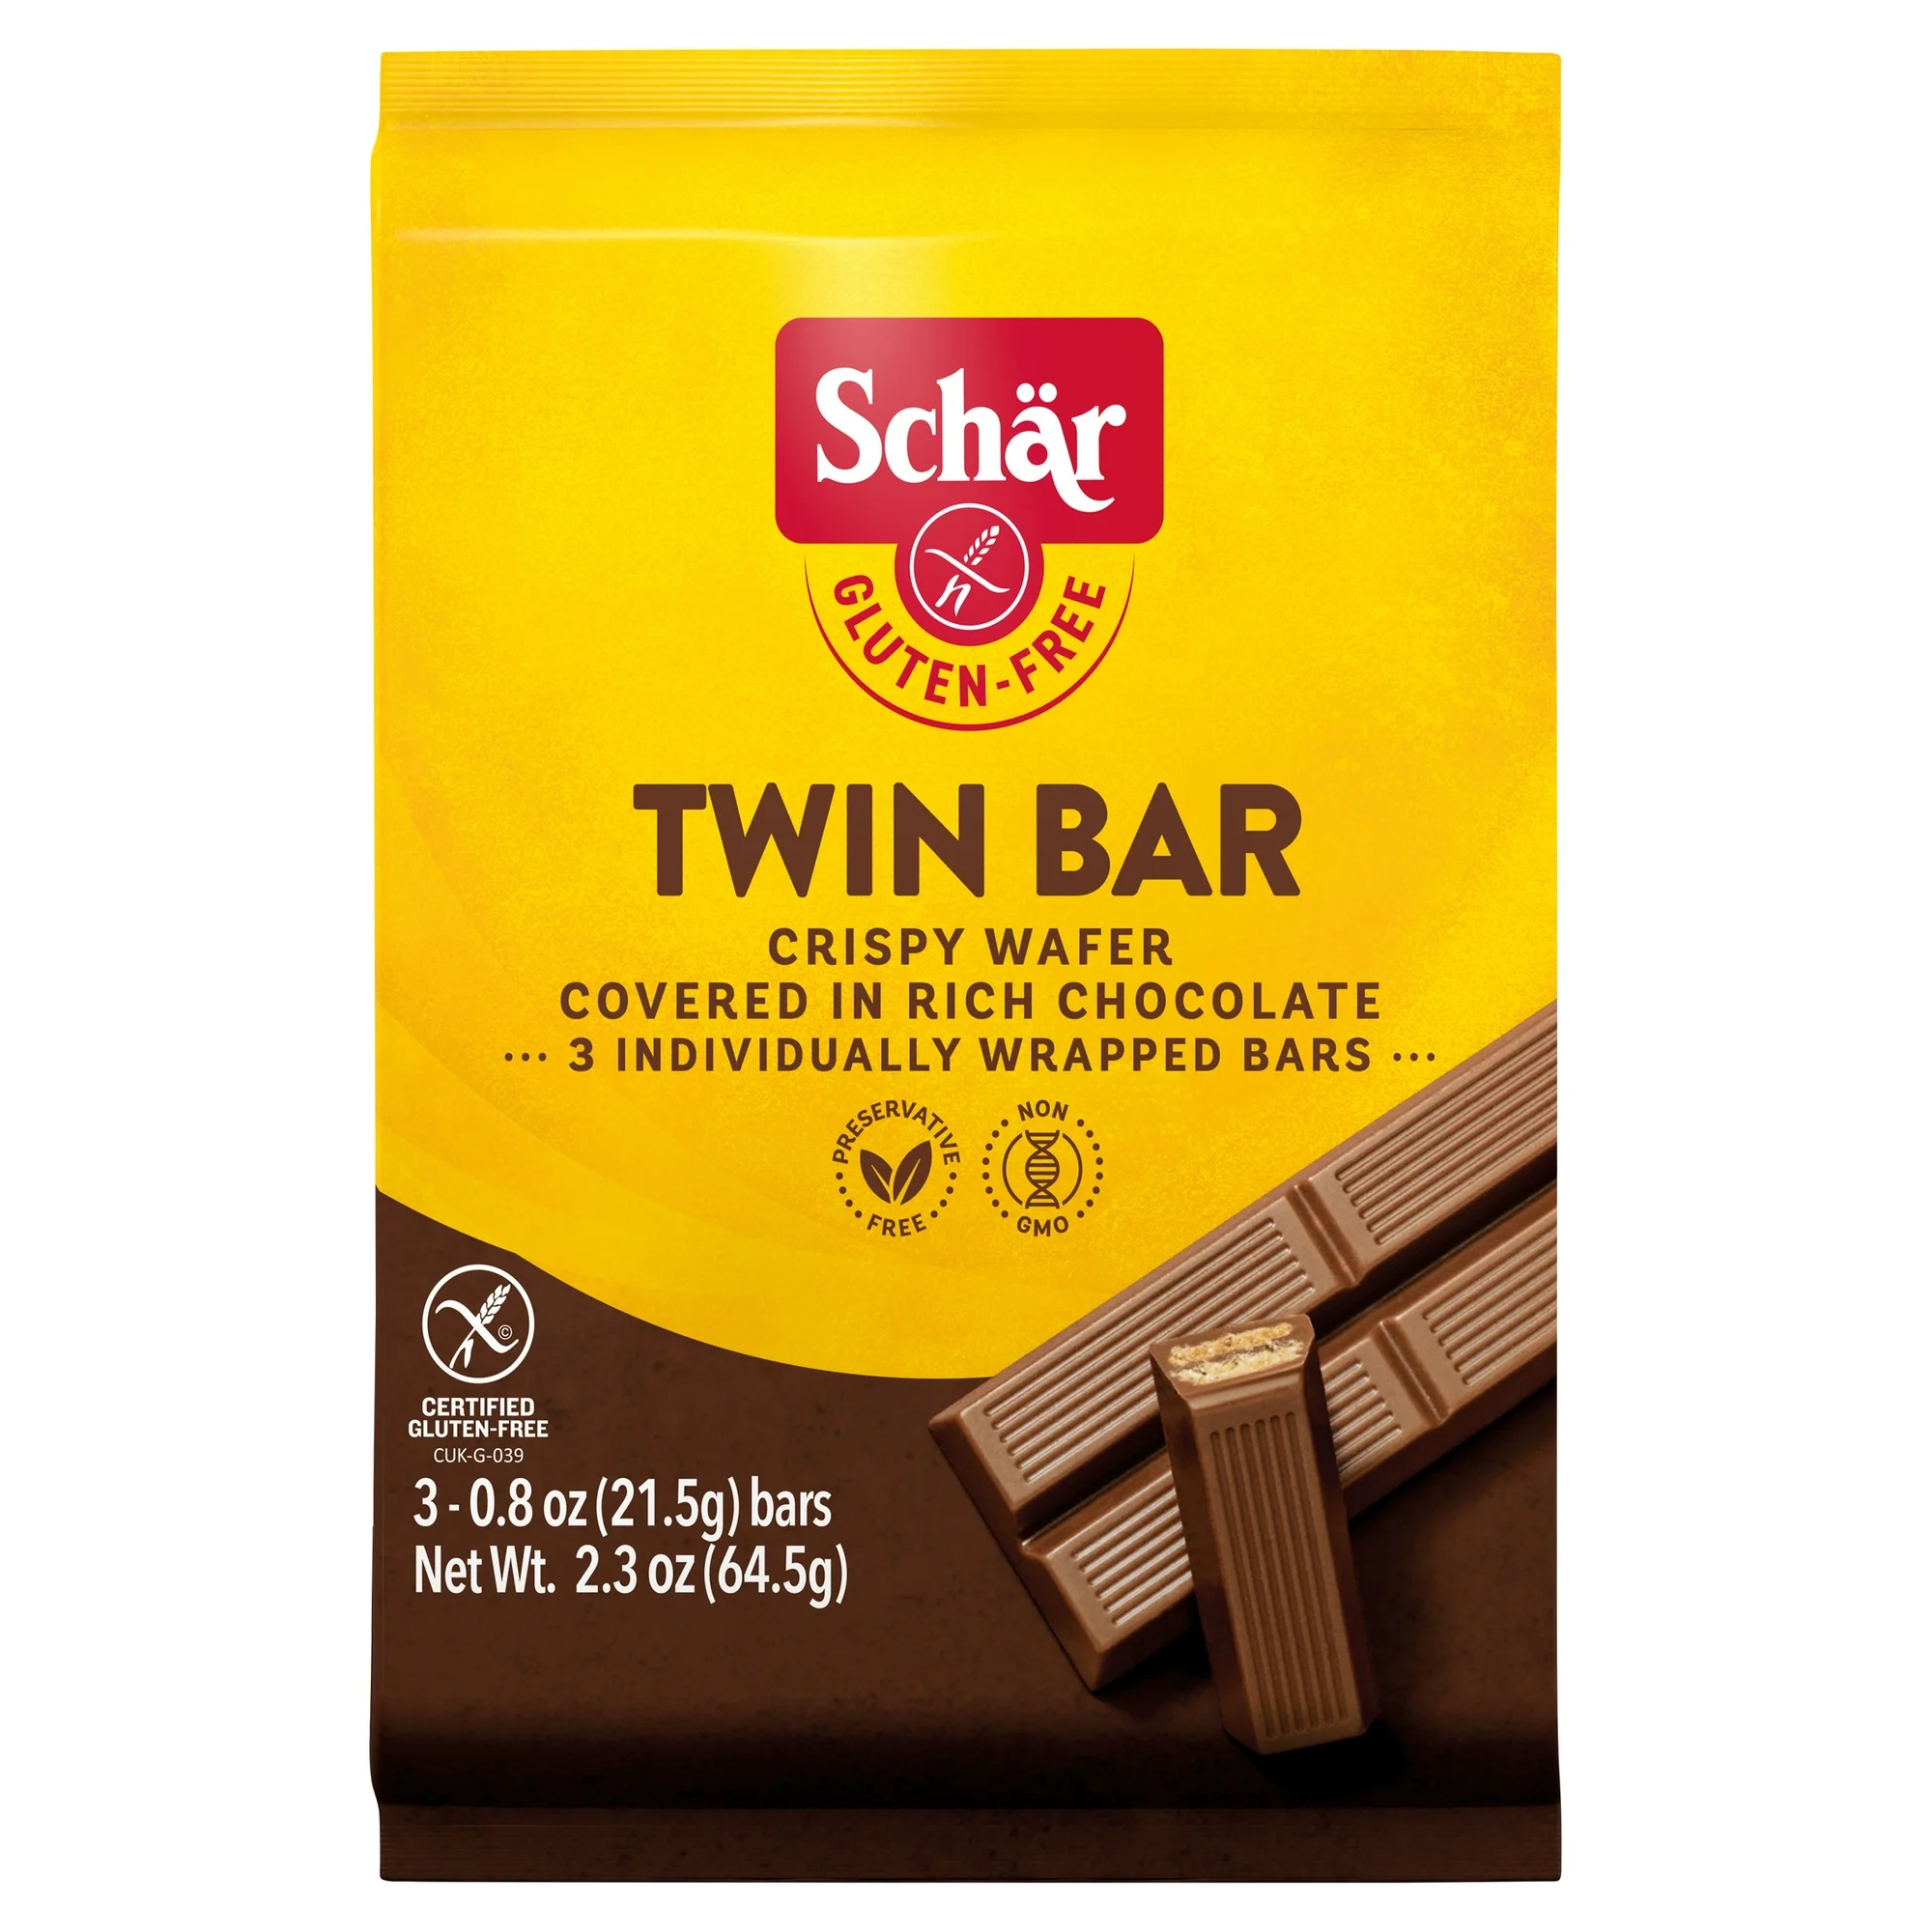 Schär
GLUTEN-FREE
TWIN BAR
CRISPY WAFER
COVERED IN RICH CHOCOLATE
··· 3 INDIVIDUALLY WRAPPED BARS ···
PRESERVATIVE
FREE
NON
GMO
©
CERTIFIED
GLUTEN-FREE
CUK-G-039
3 - 0.8 oz (21.5g) bars
Net Wt. 2.3 oz (64.5g)